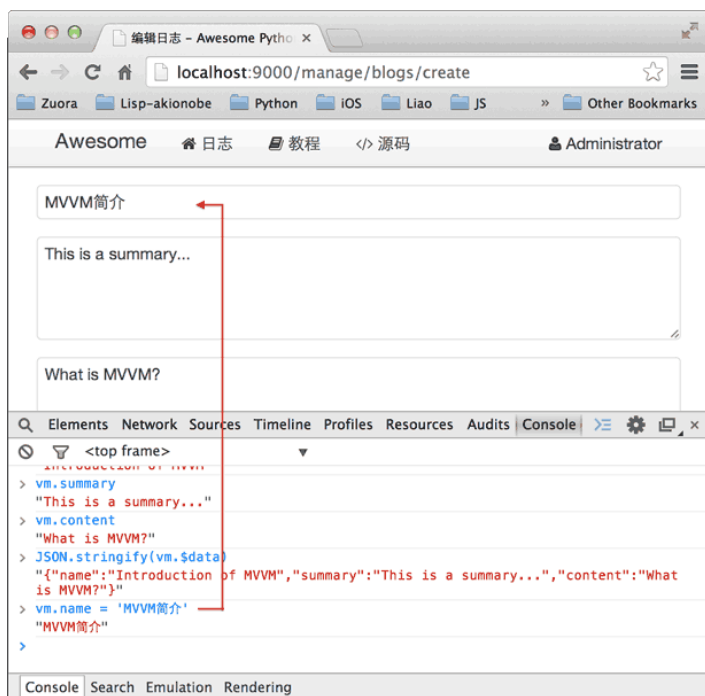 编辑日志 - Awesome Pytho
localhost:9000/manage/blogs/create
Zuora Lisp-akionobe Python iOS Liao JS » Other Bookmarks
Awesome 日志 教程 </> 源码 Administrator
MVVM简介
This is a summary...
What is MVVM?
Elements Network Sources Timeline Profiles Resources Audits Console
<top frame>
"Introduction of MVVM"
> vm.summary
"This is a summary..."
> vm.content
"What is MVVM?"
> JSON.stringify(vm.$data)
"{"name":"Introduction of MVVM","summary":"This is a summary...","content":"What
is MVVM?"}"
> vm.name = 'MVVM简介'
"MVVM简介"
>
Console Search Emulation Rendering